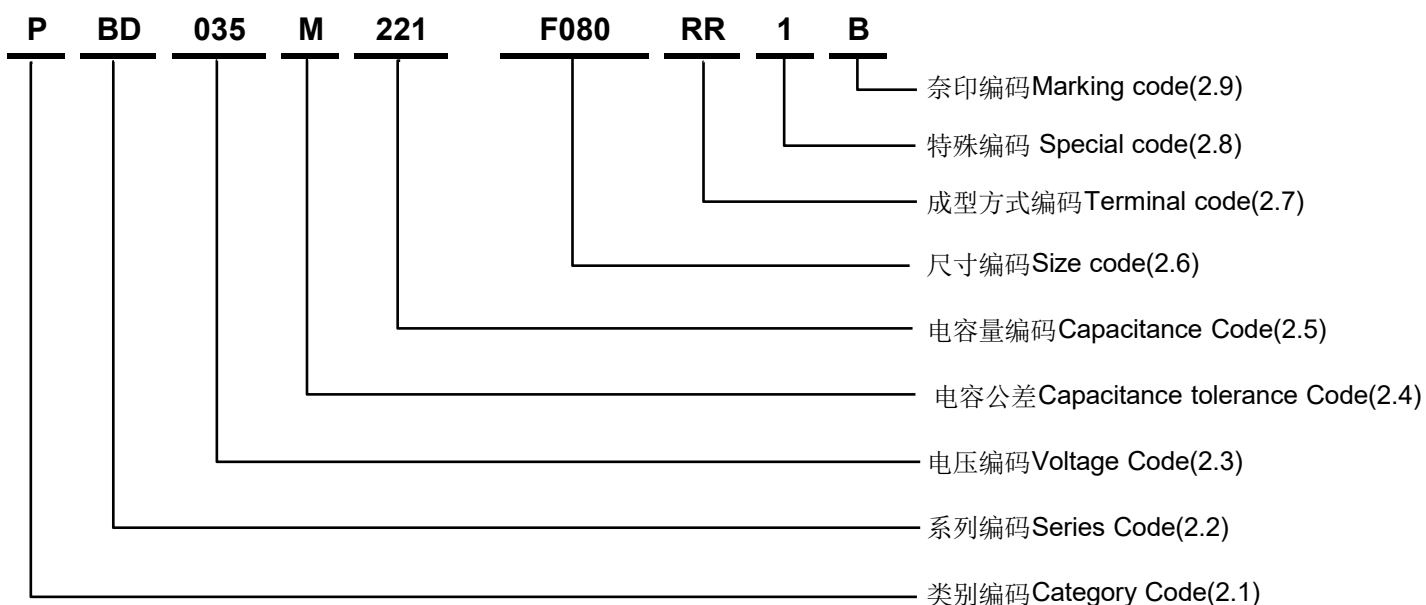 P BD 035 M 221 F080 RR 1 B
奈印编码Marking code(2.9)
特殊编码 Special code(2.8)
成型方式编码Terminal code(2.7)
尺寸编码Size code(2.6)
电容量编码Capacitance Code(2.5)
电容公差Capacitance tolerance Code(2.4)
电压编码Voltage Code(2.3)
系列编码Series Code(2.2)
类别编码Category Code(2.1)